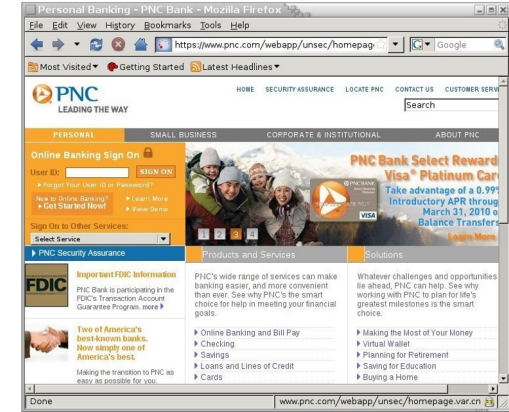 Personal Banking - PNC Bank - Mozilla Firefox
File Edit View History Bookmarks Tools Help
https://www.pnc.com/webapp/unsec/homepag
Google
Most Visited Getting Started Latest Headlines
PNC
LEADING THE WAY
HOME SECURITY ASSURANCE LOCATE PNC CONTACT US CUSTOMER SERV
Search
PERSONAL SMALL BUSINESS CORPORATE & INSTITUTIONAL ABOUT PNC
Online Banking Sign On
User ID: SIGN ON
Forgot Your User ID or Password?
New to Online Banking?
Get Started Now!
Learn More
View Demo
Sign On to Other Services:
Select Service
PNC Bank Select Reward
Visa® Platinum Car
Take advantage of a 0.99
Introductory APR throug
March 31, 2010 o
Balance Transfers
Learn More
VISA
1 2 3 4
PNC Security Assurance
FDIC
Important FDIC Information
PNC Bank is participating in the
FDIC's Transaction Account
Guarantee Program. more
Two of America's
best-known banks.
Now simply one of
America's best.
Making the transition to PNC as
easy as possible for you.
Products and Services
PNC's wide range of services can make
banking easier, and more convenient
than ever. See why PNC's the smart
choice for help in meeting your financial
goals.
Online Banking and Bill Pay
Checking
Savings
Loans and Lines of Credit
Cards
Solutions
Whatever challenges and opportunities
lie ahead, PNC can help. See why
working with PNC to plan for life's
greatest milestones is the smart
choice.
Making the Most of Your Money
Virtual Wallet
Planning for Retirement
Saving for Education
Buying a Home
Done
www.pnc.com/webapp/unsec/homepage.var.cn